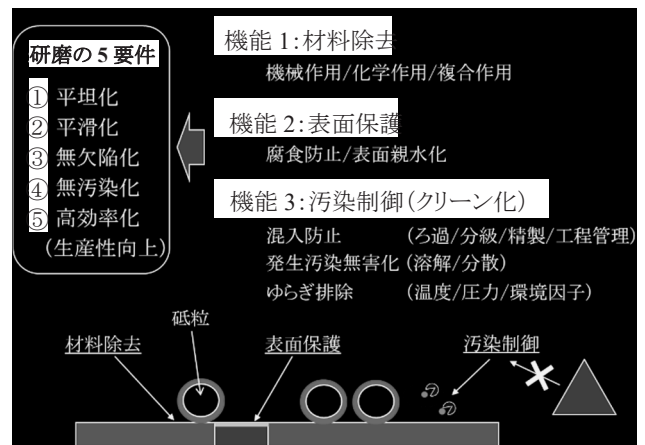 研磨の5要件
① 平坦化
② 平滑化
③ 無欠陥化
④ 無汚染化
⑤ 高効率化
(生産性向上)
機能1:材料除去
機械作用/化学作用/複合作用
機能2:表面保護
腐食防止/表面親水化
機能3:汚染制御(クリーン化)
混入防止 (ろ過/分級/精製/工程管理)
発生汚染無害化(溶解/分散)
ゆらぎ排除 (温度/圧力/環境因子)
砥粒
材料除去
表面保護
汚染制御